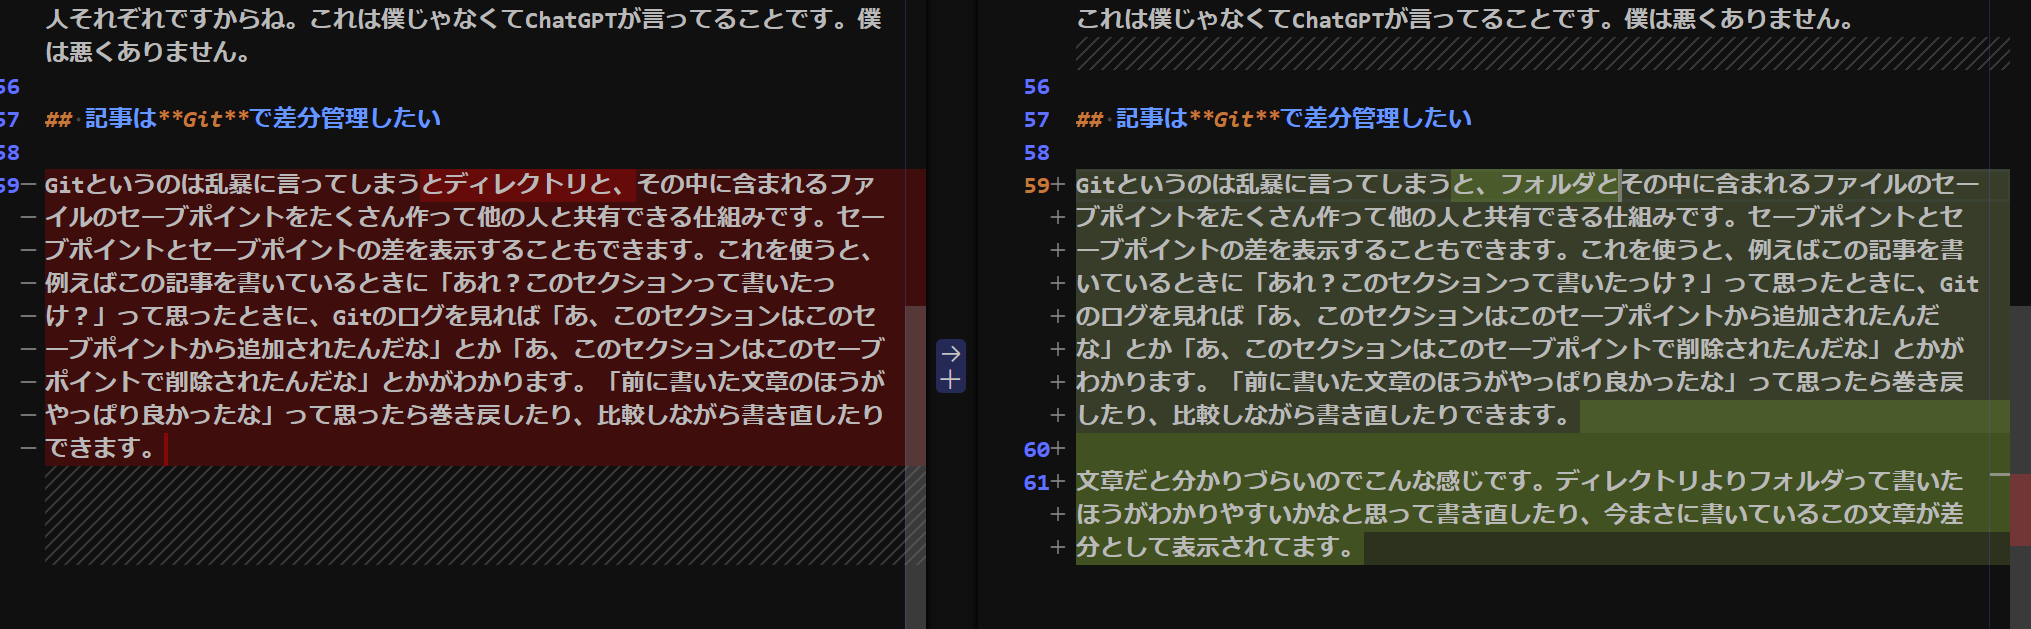 人それぞれですからね。これは僕じゃなくてChatGPTが言ってることです。僕
は悪くありません。
56
57 ## 記事は**Git**で差分管理したい
58
59 Gitというのは乱暴に言ってしまうとディレクトリと、その中に含まれるファ
イルのセーブポイントをたくさん作って他の人と共有できる仕組みです。セー
ブポイントとセーブポイントの差を表示することもできます。これを使うと、
例えばこの記事を書いているときに「あれ？このセクションって書いたっ
け？」って思ったときに、Gitのログを見れば「あ、このセクションはこのセ
ーブポイントから追加されたんだな」とか「あ、このセクションはこのセーブ
ポイントで削除されたんだな」とかがわかります。「前に書いた文章のほうが
やっぱり良かったな」って思ったら巻き戻したり、比較しながら書き直したり
できます。
これは僕じゃなくてChatGPTが言ってることです。僕は悪くありません。
56
57 ## 記事は**Git**で差分管理したい
58
59+ Gitというのは乱暴に言ってしまうと、フォルダとその中に含まれるファイルのセー
+ ブポイントをたくさん作って他の人と共有できる仕組みです。セーブポイントとセ
+ ーブポイントの差を表示することもできます。これを使うと、例えばこの記事を書
+ いているときに「あれ？このセクションって書いたっけ？」って思ったときに、Git
+ のログを見れば「あ、このセクションはこのセーブポイントから追加されたんだ
+ な」とか「あ、このセクションはこのセーブポイントで削除されたんだな」とかが
+ わかります。「前に書いた文章のほうがやっぱり良かったな」って思ったら巻き戻
+ したり、比較しながら書き直したりできます。
60+
61+ 文章だと分かりづらいのでこんな感じです。ディレクトリよりフォルダって書いた
+ ほうがわかりやすいかなと思って書き直したり、今まさに書いているこの文章が差
+ 分として表示されてます。